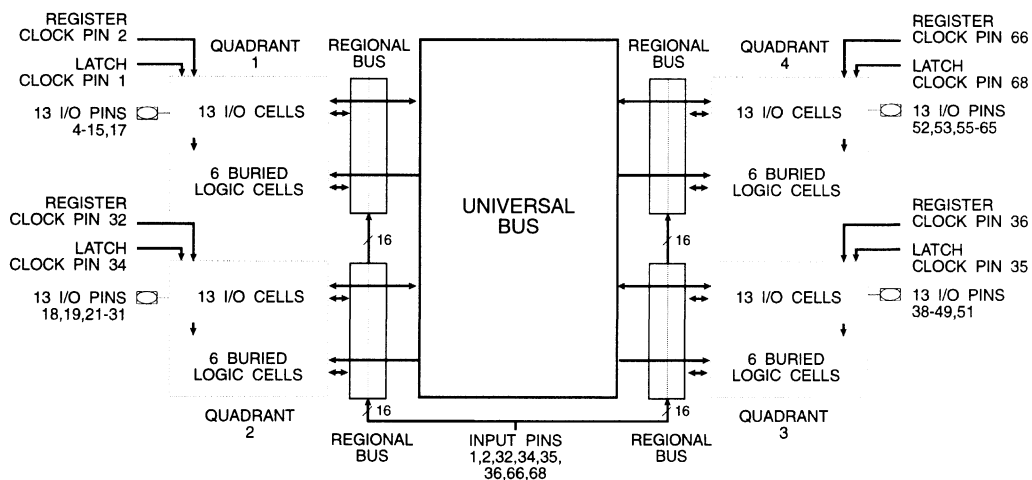 REGISTER
CLOCK PIN 2
LATCH
CLOCK PIN 1
13 I/O PINS
4-15,17
QUADRANT
1
13 I/O CELLS
6 BURIED
LOGIC CELLS
REGIONAL
BUS
16
REGISTER
CLOCK PIN 32
LATCH
CLOCK PIN 34
13 I/O PINS
18,19,21-31
13 I/O CELLS
6 BURIED
LOGIC CELLS
QUADRANT
2
16
REGIONAL
BUS
UNIVERSAL
BUS
INPUT PINS
1,2,32,34,35,
36,66,68
REGIONAL
BUS
QUADRANT
4
13 I/O CELLS
6 BURIED
LOGIC CELLS
16
REGISTER
CLOCK PIN 66
LATCH
CLOCK PIN 68
13 I/O PINS
52,53,55-65
REGISTER
CLOCK PIN 36
LATCH
CLOCK PIN 35
13 I/O PINS
38-49,51
13 I/O CELLS
6 BURIED
LOGIC CELLS
16
REGIONAL
BUS
QUADRANT
3